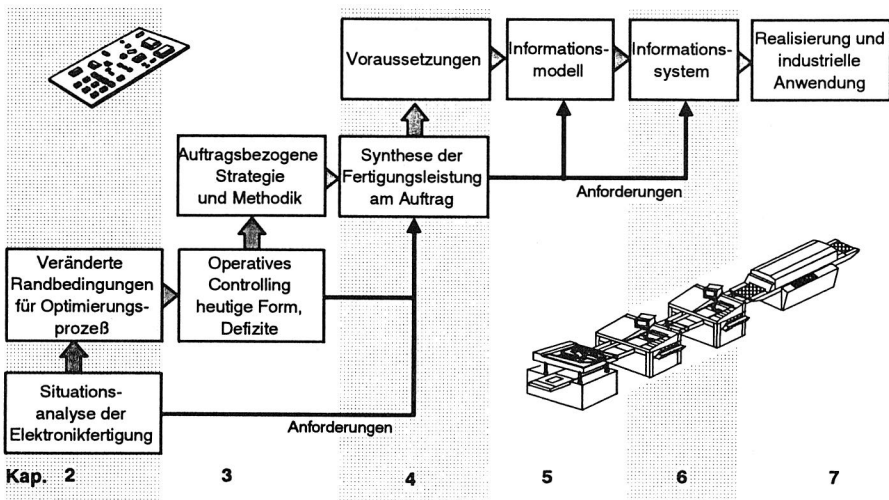 Voraussetzungen
Informations-
modell
Informations-
system
Realisierung und
industrielle
Anwendung
Auftragsbezogene
Strategie
und Methodik
Synthese der
Fertigungsleistung
am Auftrag
Anforderungen
Veränderte
Randbedingungen
für Optimierungs-
prozeß
Operatives
Controlling
heutige Form,
Defizite
Situations-
analyse der
Elektronikfertigung
Anforderungen
Kap. 2 3 4 5 6 7